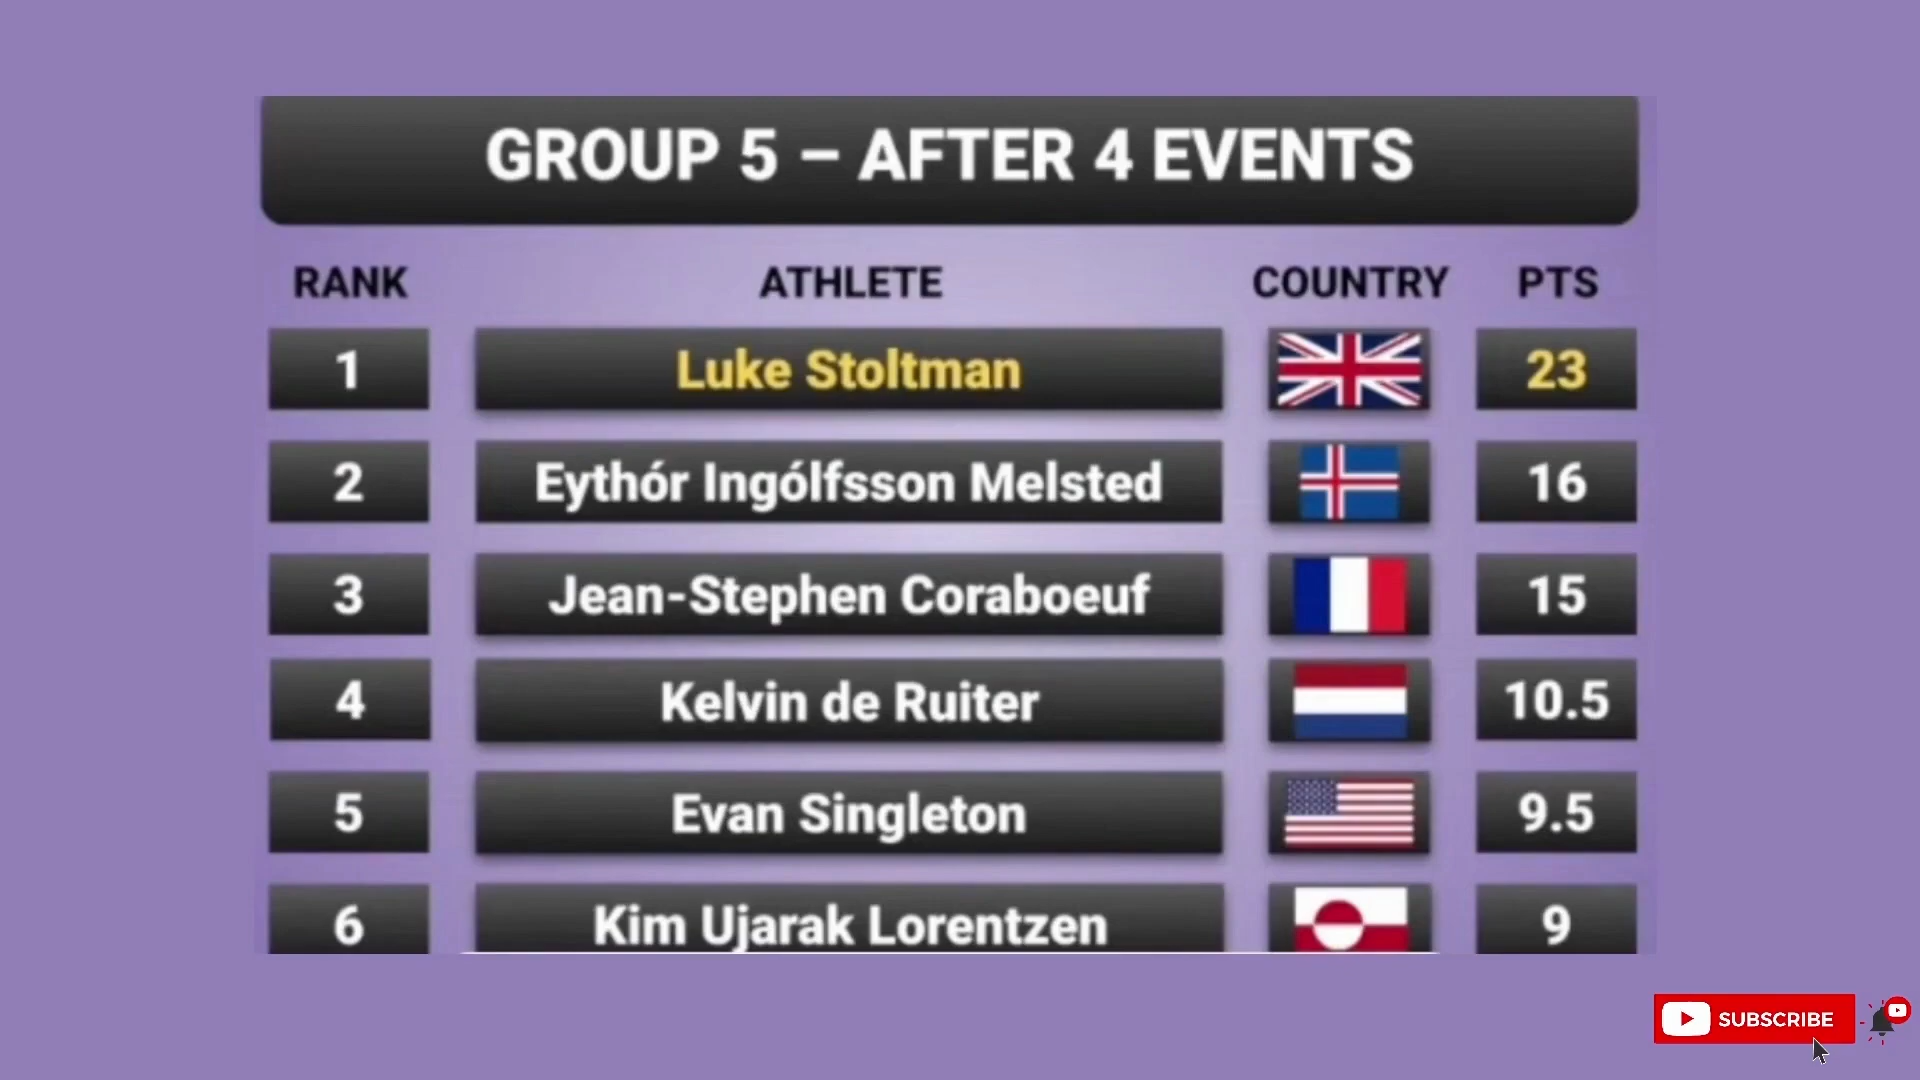 GROUP 5 – AFTER 4 EVENTS
RANK ATHLETE COUNTRY PTS
1 Luke Stoltman 23
2 Eythór Ingólfsson Melsted 16
3 Jean-Stephen Coraboeuf 15
4 Kelvin de Ruiter 10.5
5 Evan Singleton 9.5
6 Kim Ujarak Lorentzen 9
SUBSCRIBE